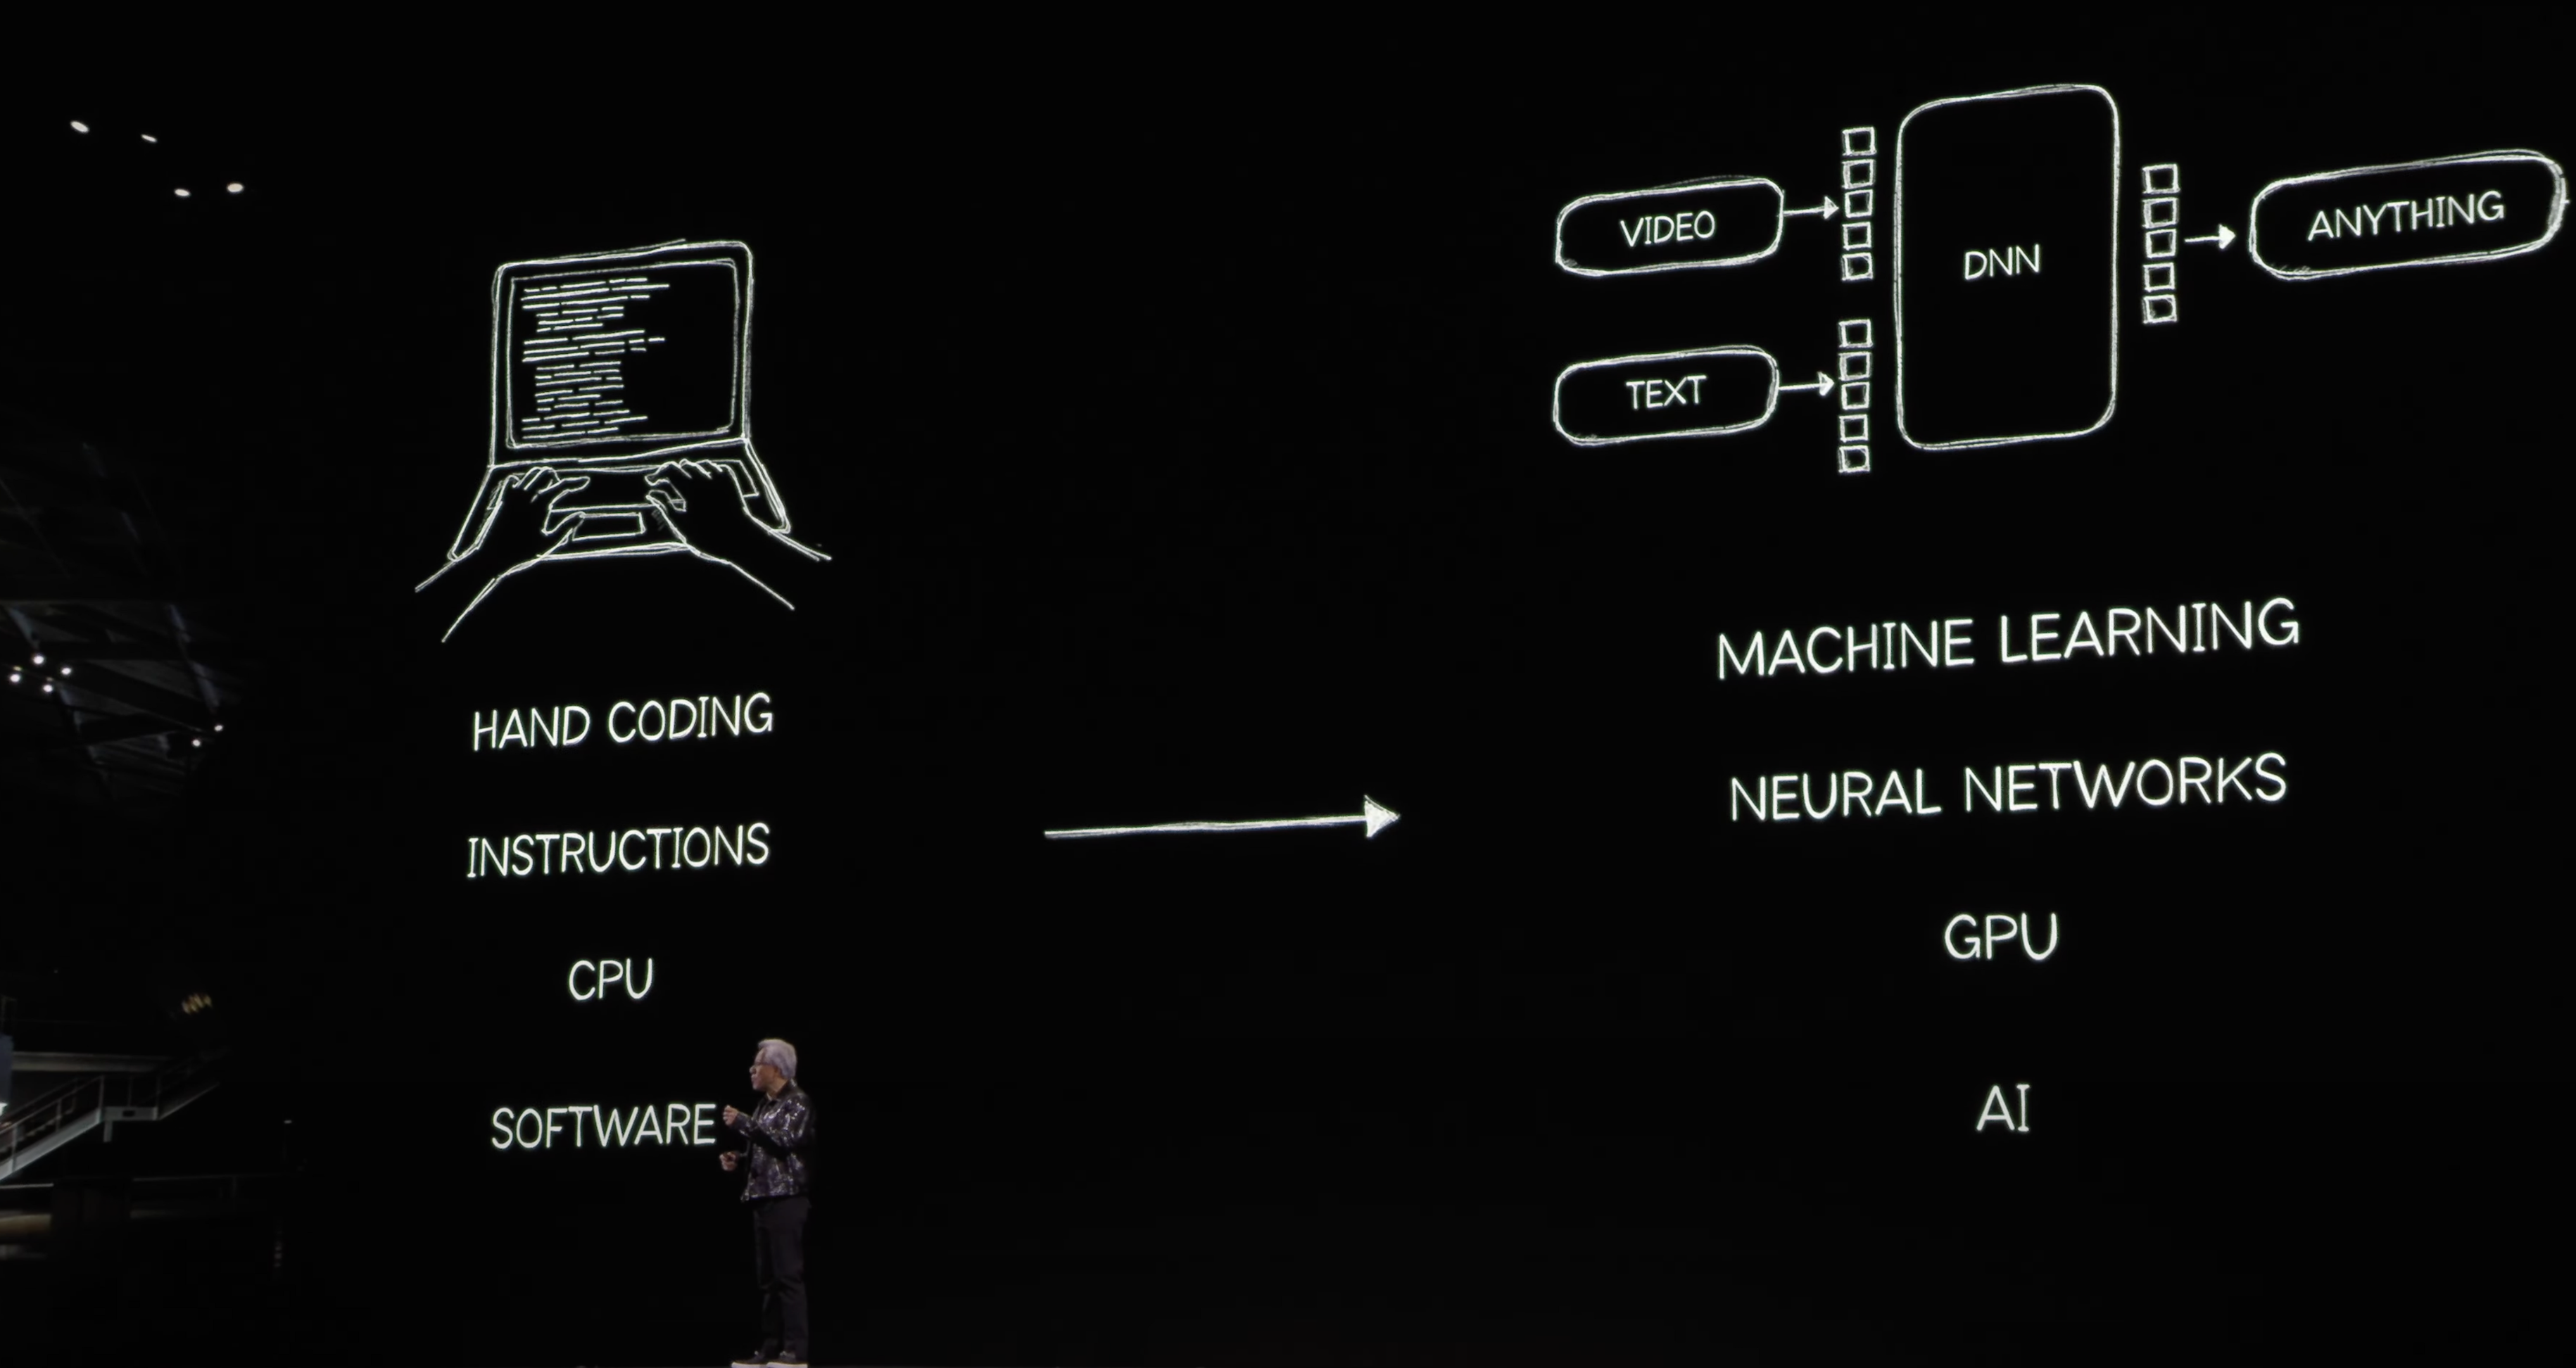 HAND CODING
INSTRUCTIONS
CPU
SOFTWARE
VIDEO
TEXT
DNN
ANYTHING
MACHINE LEARNING
NEURAL NETWORKS
GPU
AI